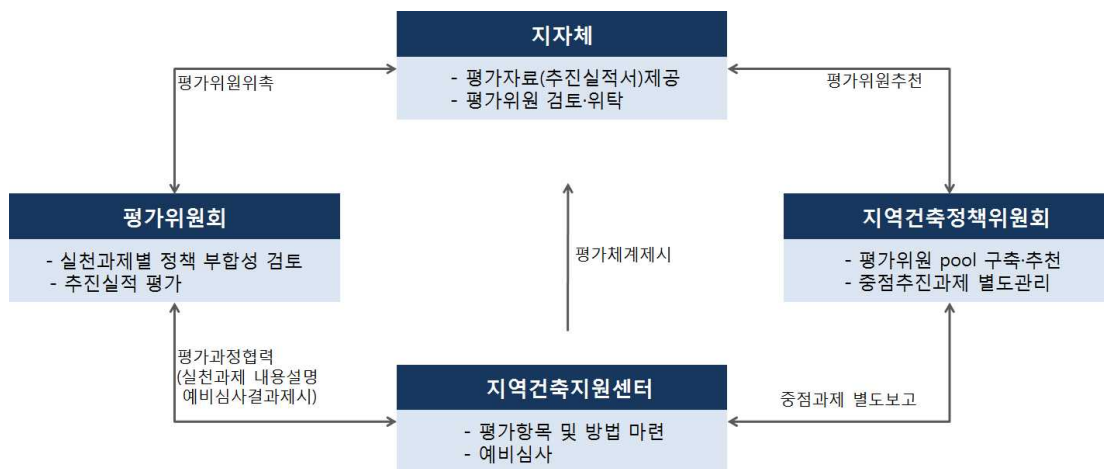 지자체
- 평가자료(추진실적서)제공
- 평가위원 검토·위탁
평가위원위촉
평가위원추천
평가위원회
- 실천과제별 정책 부합성 검토
- 추진실적 평가
평가체계제시
지역건축정책위원회
- 평가위원 pool 구축·추천
- 중점추진과제 별도관리
평가과정협력
(실천과제 내용설명
예비심사결과제시)
지역건축지원센터
- 평가항목 및 방법 마련
- 예비심사
중점과제 별도보고